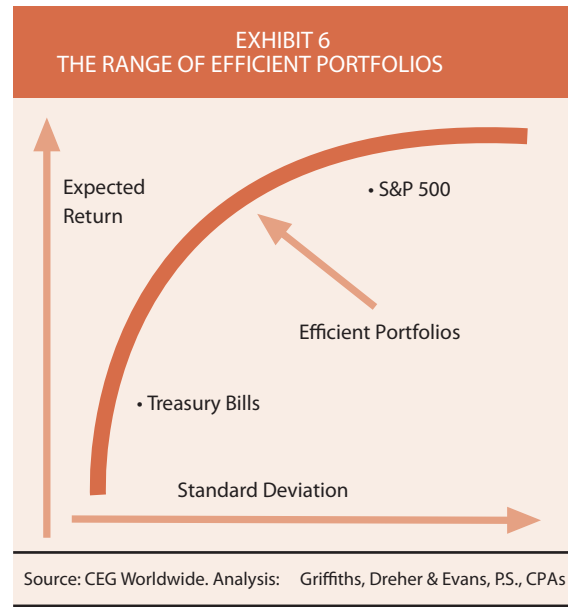 EXHIBIT 6
THE RANGE OF EFFICIENT PORTFOLIOS
Expected
Return
• S&P 500
Efficient Portfolios
• Treasury Bills
Standard Deviation
Source: CEG Worldwide. Analysis: Griffiths, Dreher & Evans, P.S., CPAs